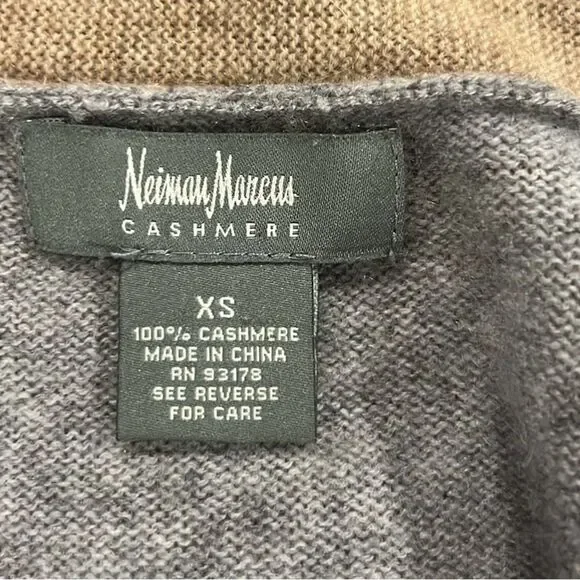 Neiman Marcus
CASHMERE
XS
100% CASHMERE
MADE IN CHINA
RN 93178
SEE REVERSE
FOR CARE